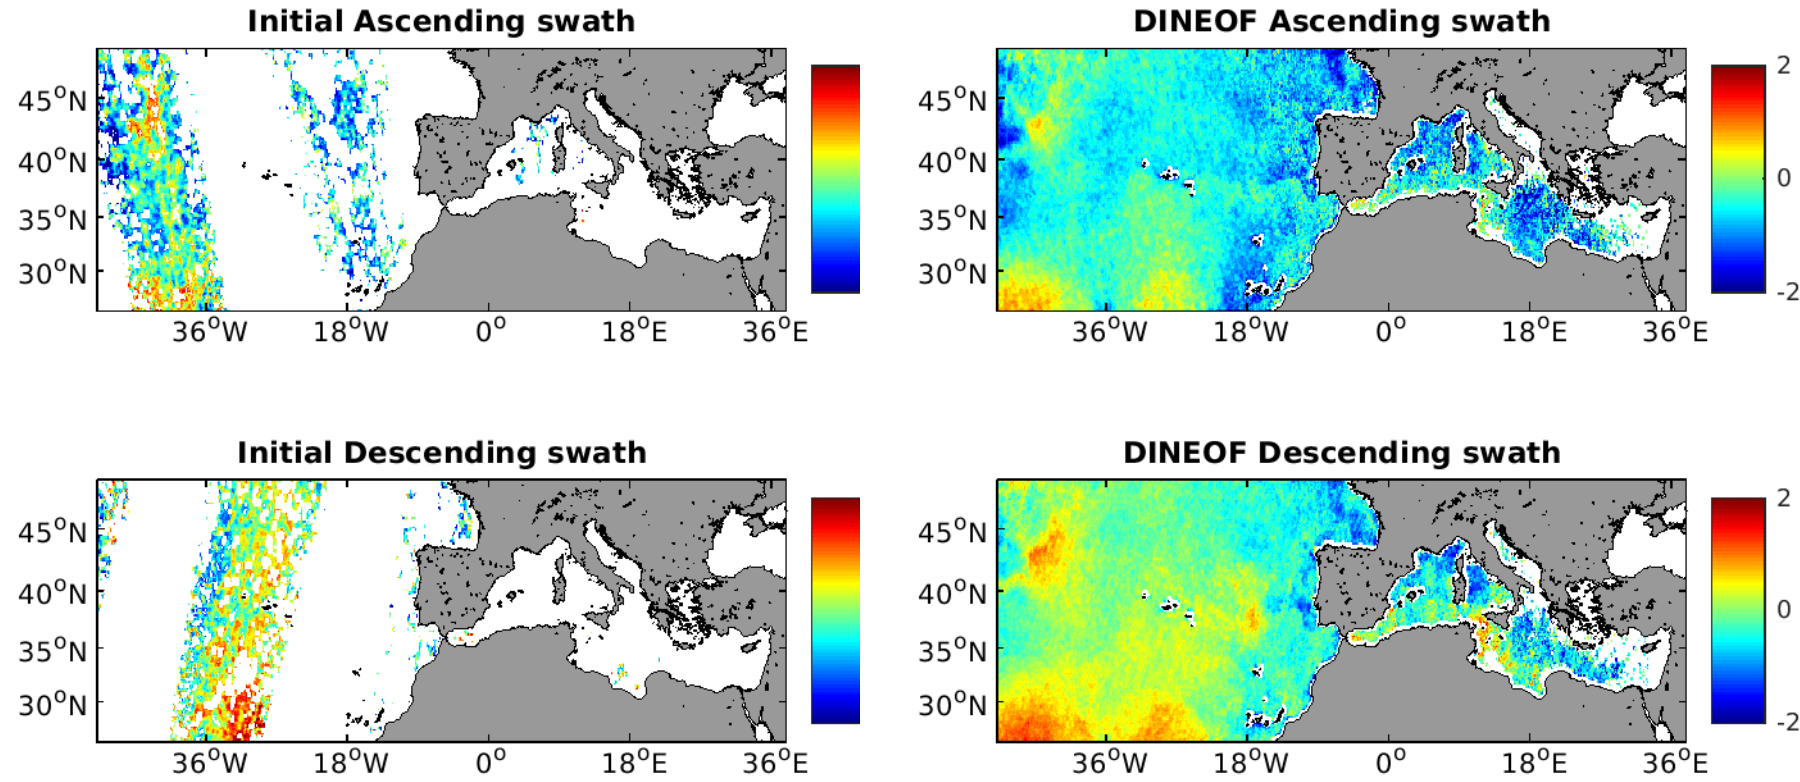 Initial Ascending swath
45°N
40°N
35°N
30°N
36°W 18°W 0° 18°E 36°E
DINEOF Ascending swath
45°N
40°N
35°N
30°N
36°W 18°W 0° 18°E 36°E
2
0
-2
Initial Descending swath
45°N
40°N
35°N
30°N
36°W 18°W 0° 18°E 36°E
DINEOF Descending swath
45°N
40°N
35°N
30°N
36°W 18°W 0° 18°E 36°E
2
0
-2